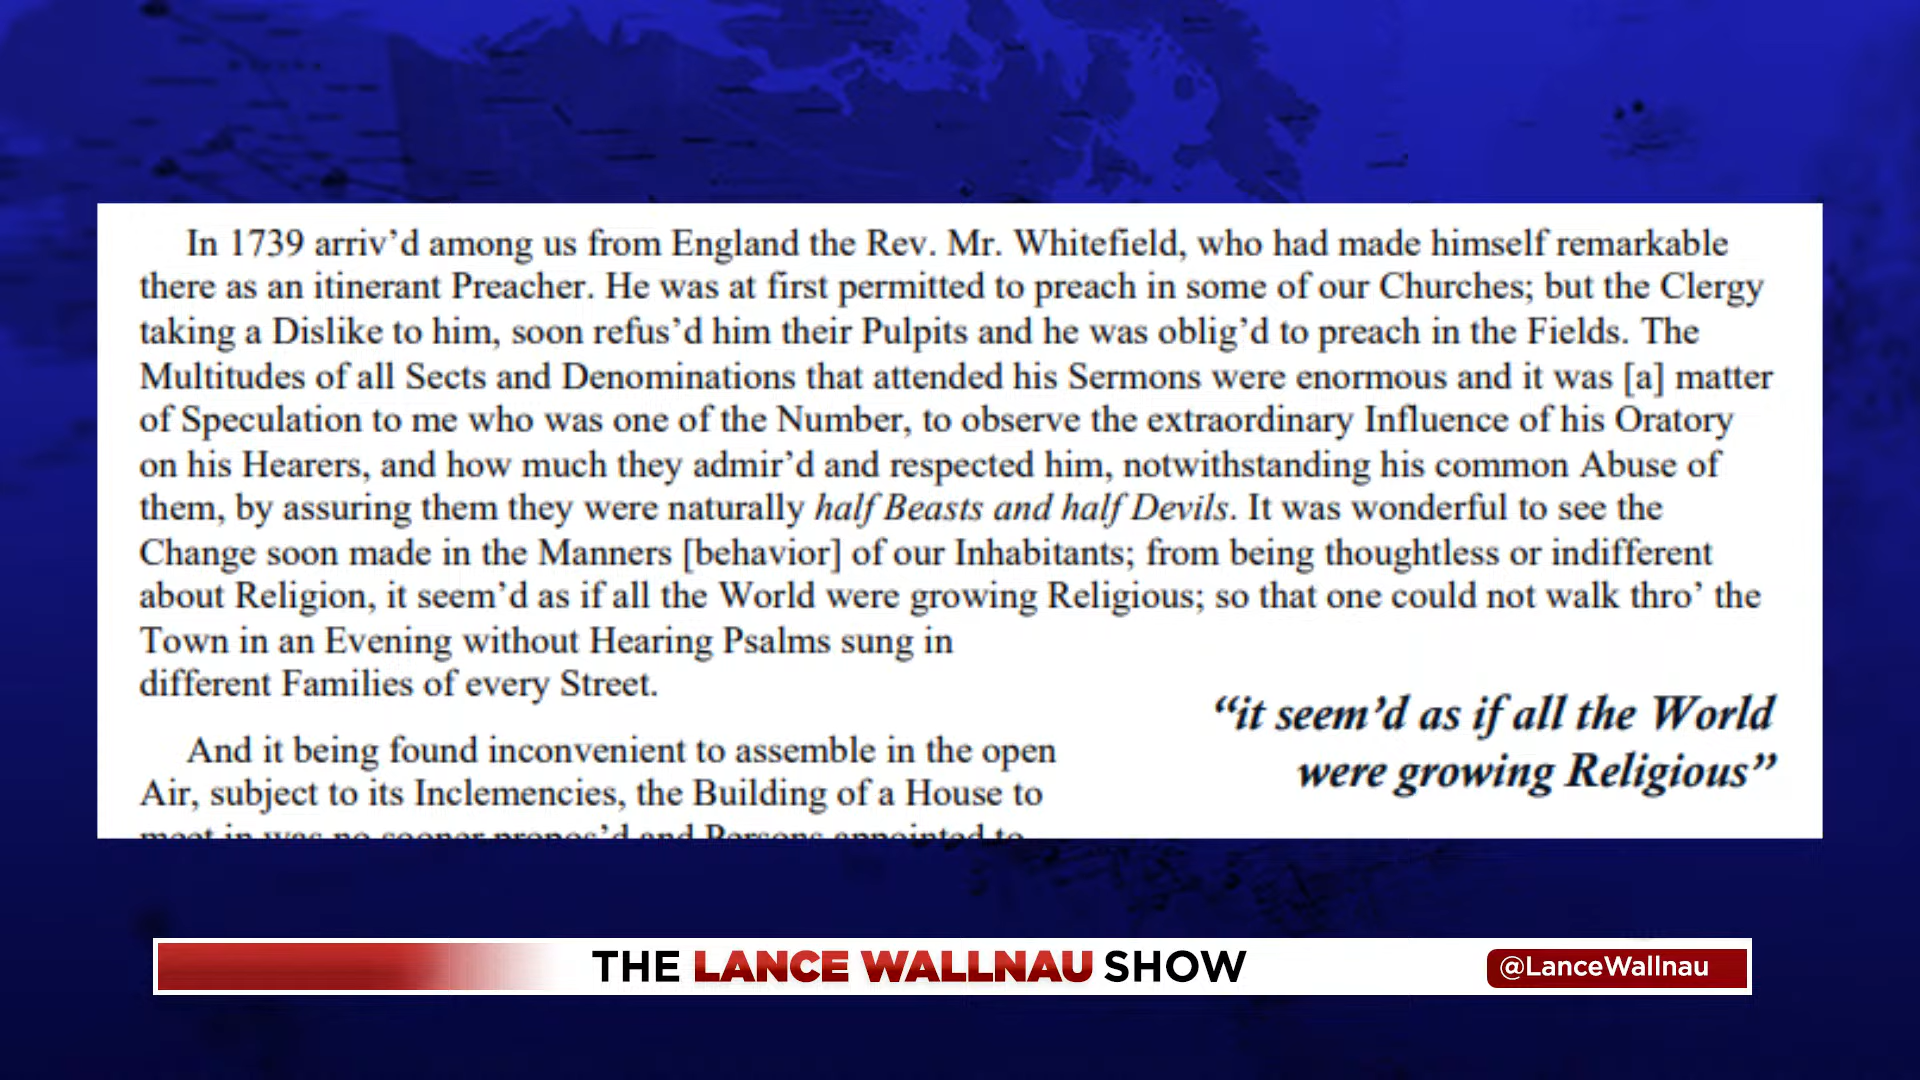 In 1739 arriv’d among us from England the Rev. Mr. Whitefield, who had made himself remarkable
there as an itinerant Preacher. He was at first permitted to preach in some of our Churches; but the Clergy
taking a Dislike to him, soon refus’d him their Pulpits and he was oblig’d to preach in the Fields. The
Multitudes of all Sects and Denominations that attended his Sermons were enormous and it was [a] matter
of Speculation to me who was one of the Number, to observe the extraordinary Influence of his Oratory
on his Hearers, and how much they admir’d and respected him, notwithstanding his common Abuse of
them, by assuring them they were naturally half Beasts and half Devils. It was wonderful to see the
Change soon made in the Manners [behavior] of our Inhabitants; from being thoughtless or indifferent
about Religion, it seem’d as if all the World were growing Religious; so that one could not walk thro’ the
Town in an Evening without Hearing Psalms sung in
different Families of every Street.
“it seem’d as if all the World
were growing Religious”
And it being found inconvenient to assemble in the open
Air, subject to its Inclemencies, the Building of a House to
meet in was no sooner propos’d and Persons appointed to
THE LANCE WALLNAU SHOW
@LanceWallnau